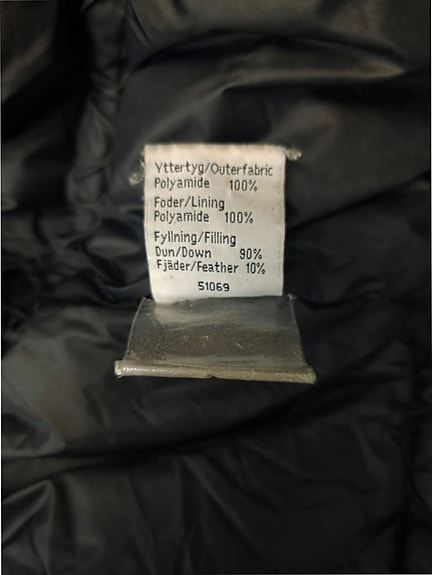 Yttertyg/Outerfabric
Polyamide 100%
Foder/Lining
Polyamide 100%
Fyllning/Filling
Dun/Down 90%
Fjäder/Feather 10%
51069